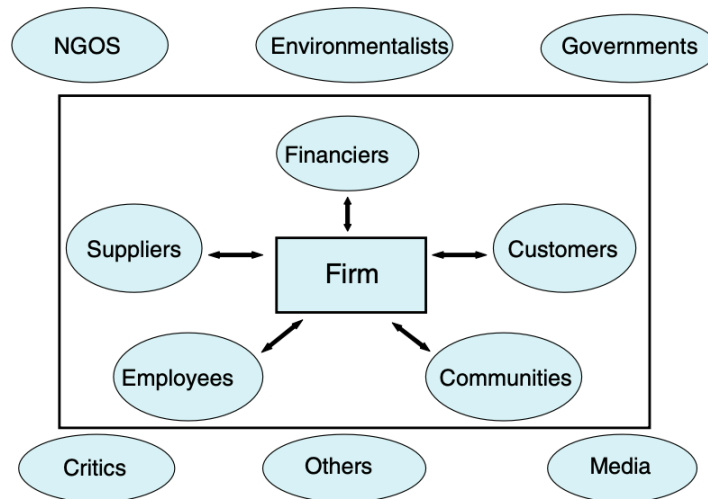 NGOS
Environmentalists
Governments
Financiers
Suppliers
Customers
Firm
Employees
Communities
Critics
Others
Media